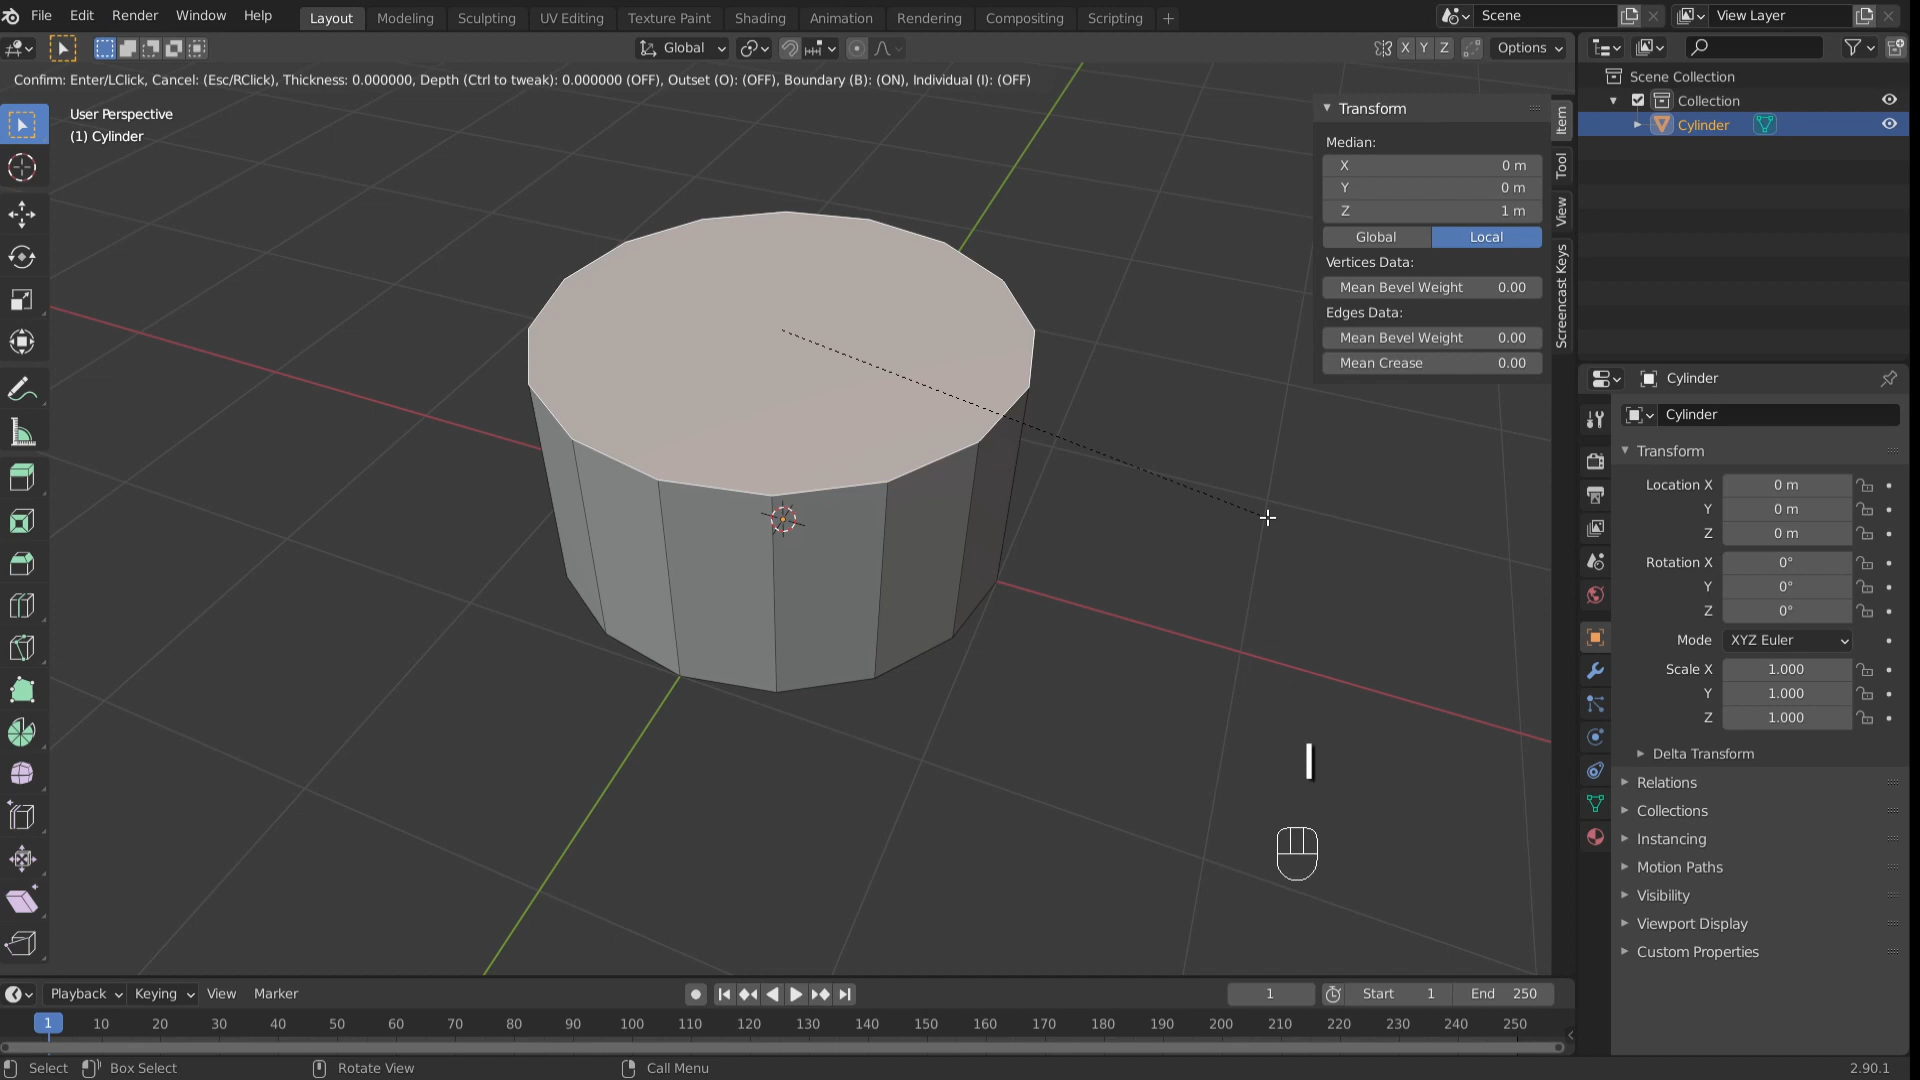 File Edit Render Window Help Layout Modeling Sculpting UV Editing Texture Paint Shading Animation Rendering Compositing Scripting + Scene View Layer
Global X Y Z Options
Confirm: Enter/LClick, Cancel: (Esc/RClick), Thickness: 0.000000, Depth (Ctrl to tweak): 0.000000 (OFF), Outset (O): (OFF), Boundary (B): (ON), Individual (I): (OFF)
User Perspective
(1) Cylinder
Transform
Median:
X 0 m
Y 0 m
Z 1 m
Global Local
Vertices Data:
Mean Bevel Weight 0.00
Edges Data:
Mean Bevel Weight 0.00
Mean Crease 0.00
Item
Tool
View
Screencast Keys
I
Scene Collection
Collection
Cylinder
Cylinder
Cylinder
Transform
Location X 0 m
Y 0 m
Z 0 m
Rotation X 0°
Y 0°
Z 0°
Mode XYZ Euler
Scale X 1.000
Y 1.000
Z 1.000
Delta Transform
Relations
Collections
Instancing
Motion Paths
Visibility
Viewport Display
Custom Properties
Playback Keying View Marker 1 Start 1 End 250
1 10 20 30 40 50 60 70 80 90 100 110 120 130 140 150 160 170 180 190 200 210 220 230 240 250
Select Box Select Rotate View Call Menu 2.90.1